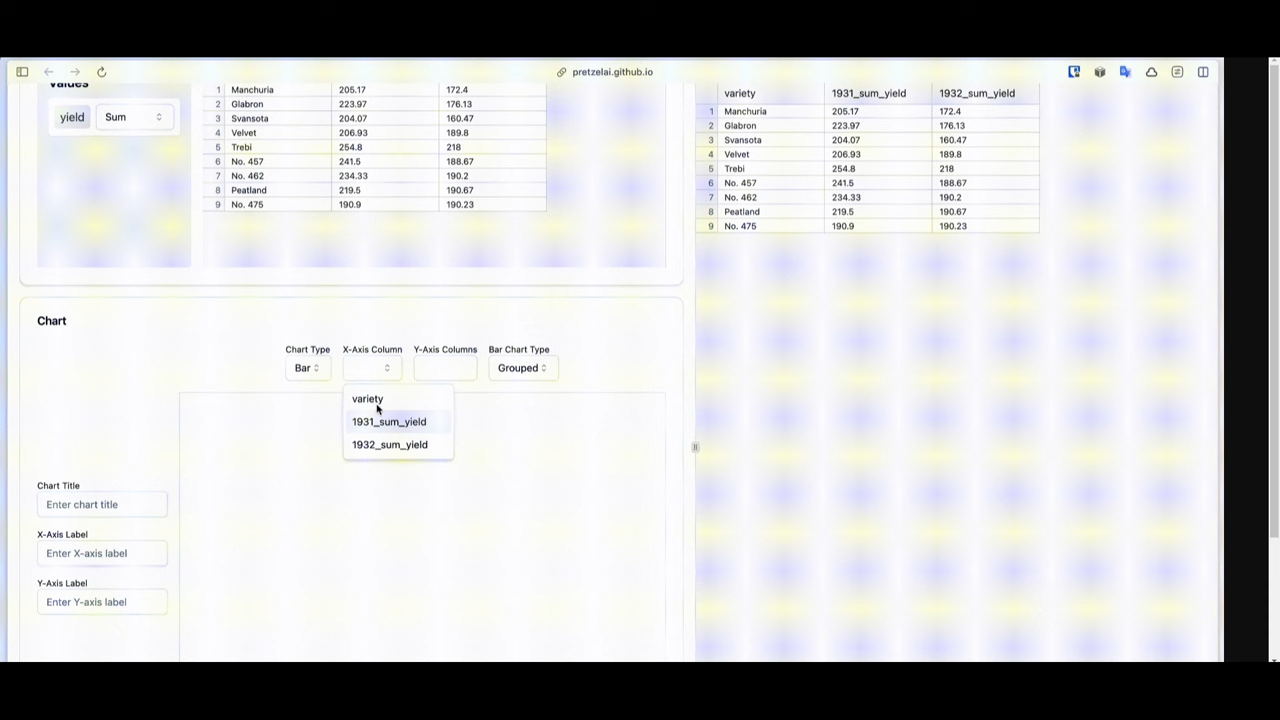 pretzelai.github.io
Values
yield Sum
1 Manchuria 205.17 172.4
2 Glabron 223.97 176.13
3 Svansota 204.07 160.47
4 Velvet 206.93 189.8
5 Trebi 254.8 218
6 No. 457 241.5 188.67
7 No. 462 234.33 190.2
8 Peatland 219.5 190.67
9 No. 475 190.9 190.23
variety 1931_sum_yield 1932_sum_yield
1 Manchuria 205.17 172.4
2 Glabron 223.97 176.13
3 Svansota 204.07 160.47
4 Velvet 206.93 189.8
5 Trebi 254.8 218
6 No. 457 241.5 188.67
7 No. 462 234.33 190.2
8 Peatland 219.5 190.67
9 No. 475 190.9 190.23
Chart
Chart Type X-Axis Column Y-Axis Columns Bar Chart Type
Bar Grouped
variety
1931_sum_yield
1932_sum_yield
Chart Title
Enter chart title
X-Axis Label
Enter X-axis label
Y-Axis Label
Enter Y-axis label